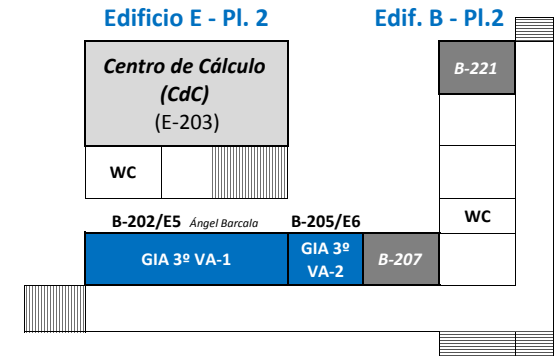 Edificio E - Pl. 2
Edif. B - Pl.2
Centro de Cálculo
(CdC)
(E-203)
B-221
WC
WC
B-202/E5 Ángel Barcala
B-205/E6
GIA 3º VA-1
GIA 3º
VA-2
B-207